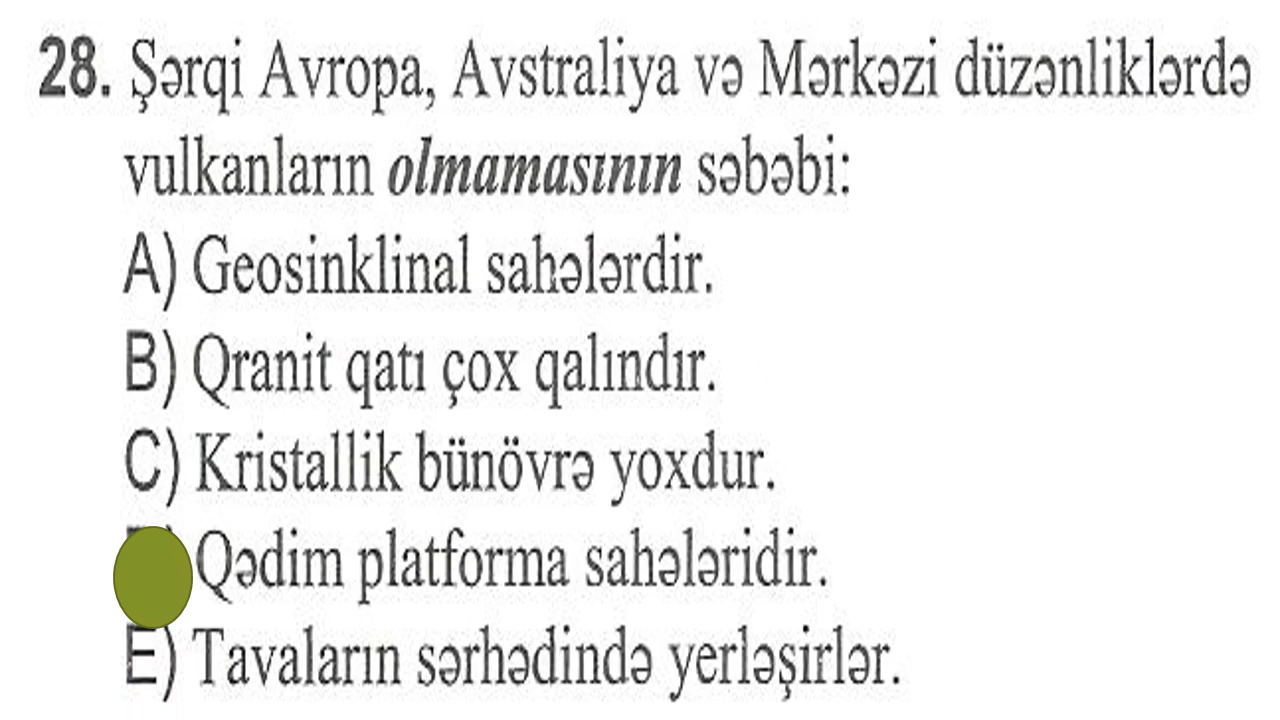 28. Şərqi Avropa, Avstraliya və Mərkəzi düzənliklərdə
vulkanların olmamasının səbəbi:
A) Geosinklinal sahələrdir.
B) Qranit qatı çox qalındır.
C) Kristallik bünövrə yoxdur.
Qədim platforma sahələridir.
E) Tavaların sərhədində yerləşirlər.